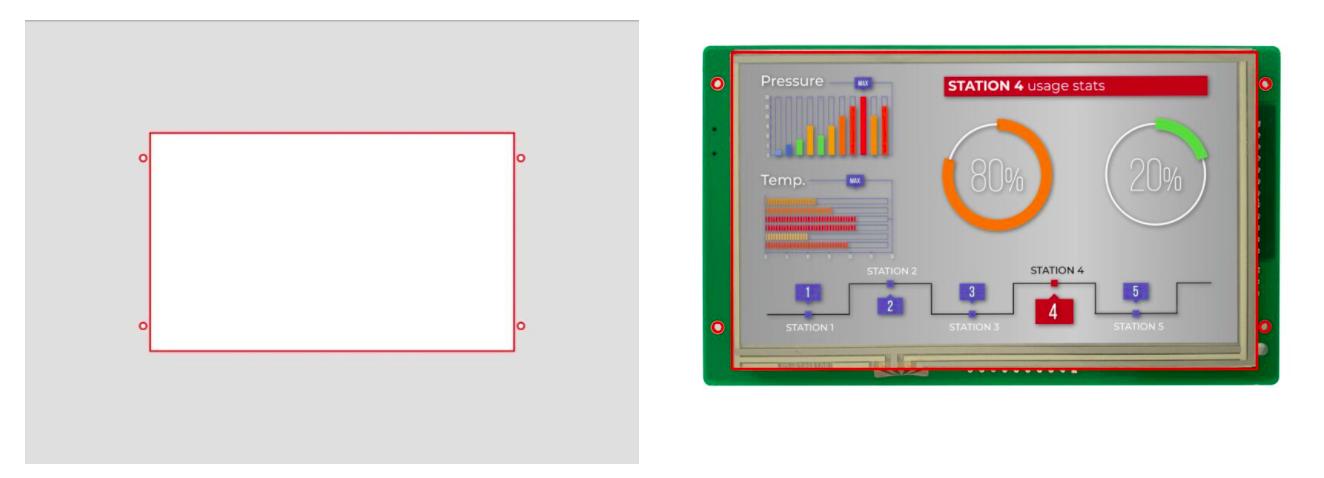 Pressure
MAX
STATION 4 usage stats
80%
20%
Temp.
MAX
STATION 2
STATION 4
1
3
5
2
4
STATION 1
STATION 3
STATION 5